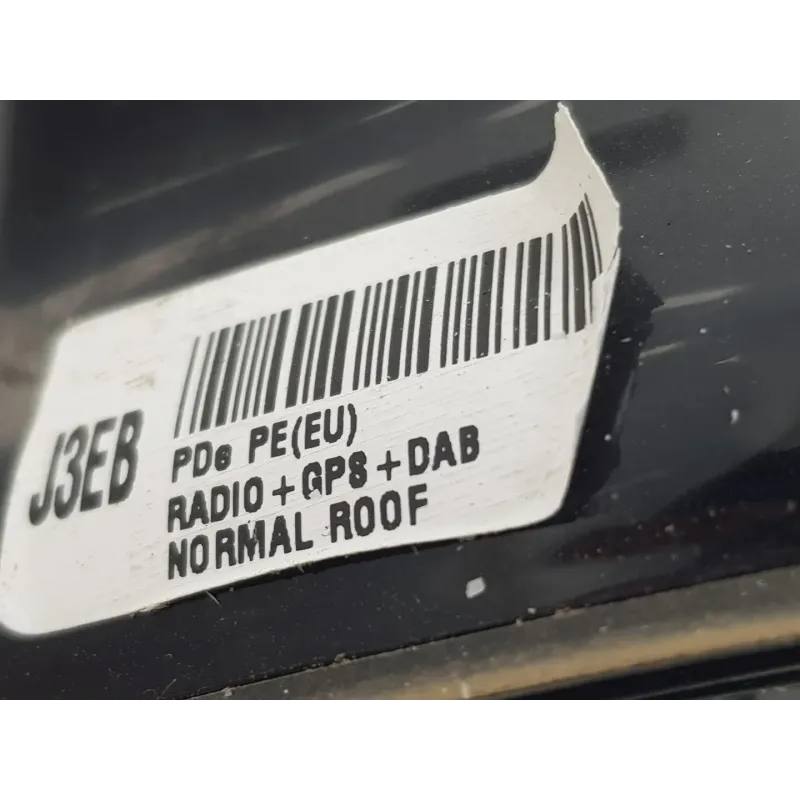 J3EB
PDe PE(EU)
RADIO+GPS+DAB
NORMAL ROOF